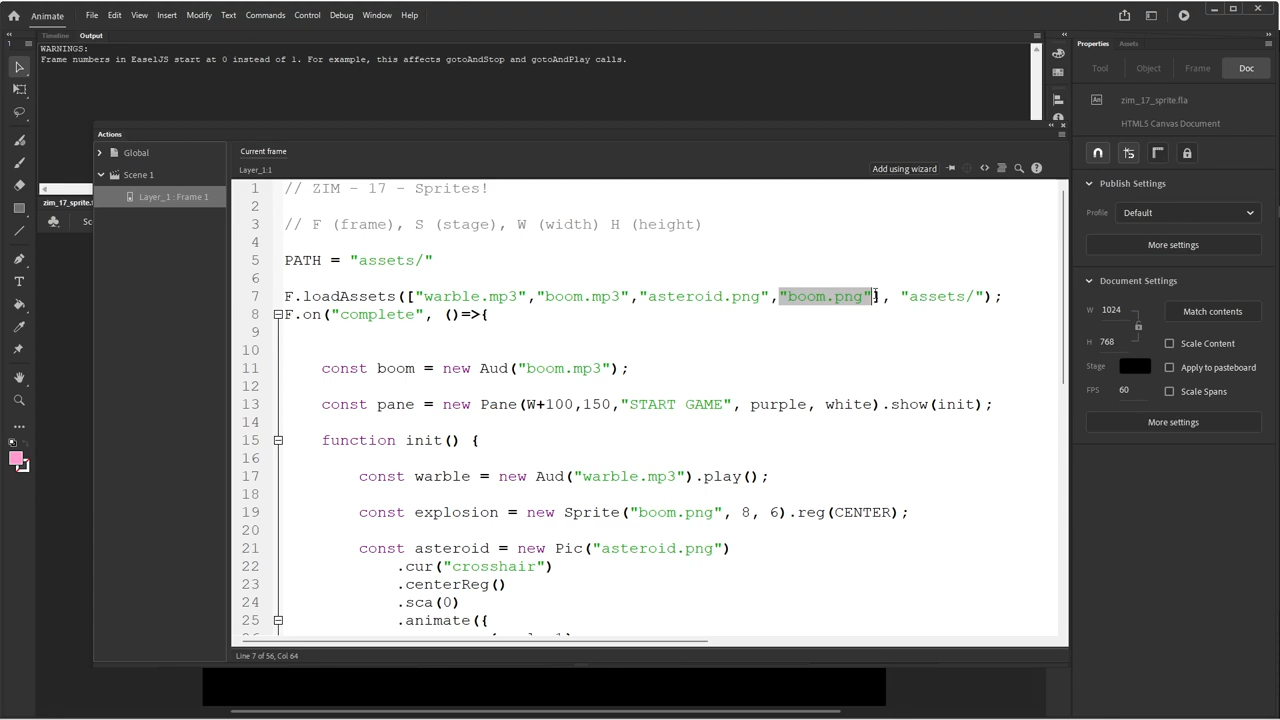 Animate File Edit View Insert Modify Text Commands Control Debug Window Help
Timeline Output
WARNINGS:
Frame numbers in EaselJS start at 0 instead of 1. For example, this affects gotoAndStop and gotoAndPlay calls.
Actions
Global
Scene 1
Layer_1 : Frame 1
zim_17_sprite.f
Current frame
Layer_1:1
Add using wizard
1 // ZIM - 17 - Sprites!
2
3 // F (frame), S (stage), W (width) H (height)
4
5 PATH = "assets/"
6
7 F.loadAssets(["warble.mp3","boom.mp3","asteroid.png","boom.png"], "assets/");
8 F.on("complete", ()=>{
9
10
11 const boom = new Aud("boom.mp3");
12
13 const pane = new Pane(W+100,150,"START GAME", purple, white).show(init);
14
15 function init() {
16
17 const warble = new Aud("warble.mp3").play();
18
19 const explosion = new Sprite("boom.png", 8, 6).reg(CENTER);
20
21 const asteroid = new Pic("asteroid.png")
22 .cur("crosshair")
23 .centerReg()
24 .sca(0)
25 .animate({
Line 7 of 56, Col 64
Properties Assets
Tool Object Frame Doc
An zim_17_sprite.fla
HTML5 Canvas Document
Publish Settings
Profile Default
More settings
Document Settings
W 1024 Match contents
H 768 Scale Content
Stage Apply to pasteboard
FPS 60 Scale Spans
More settings